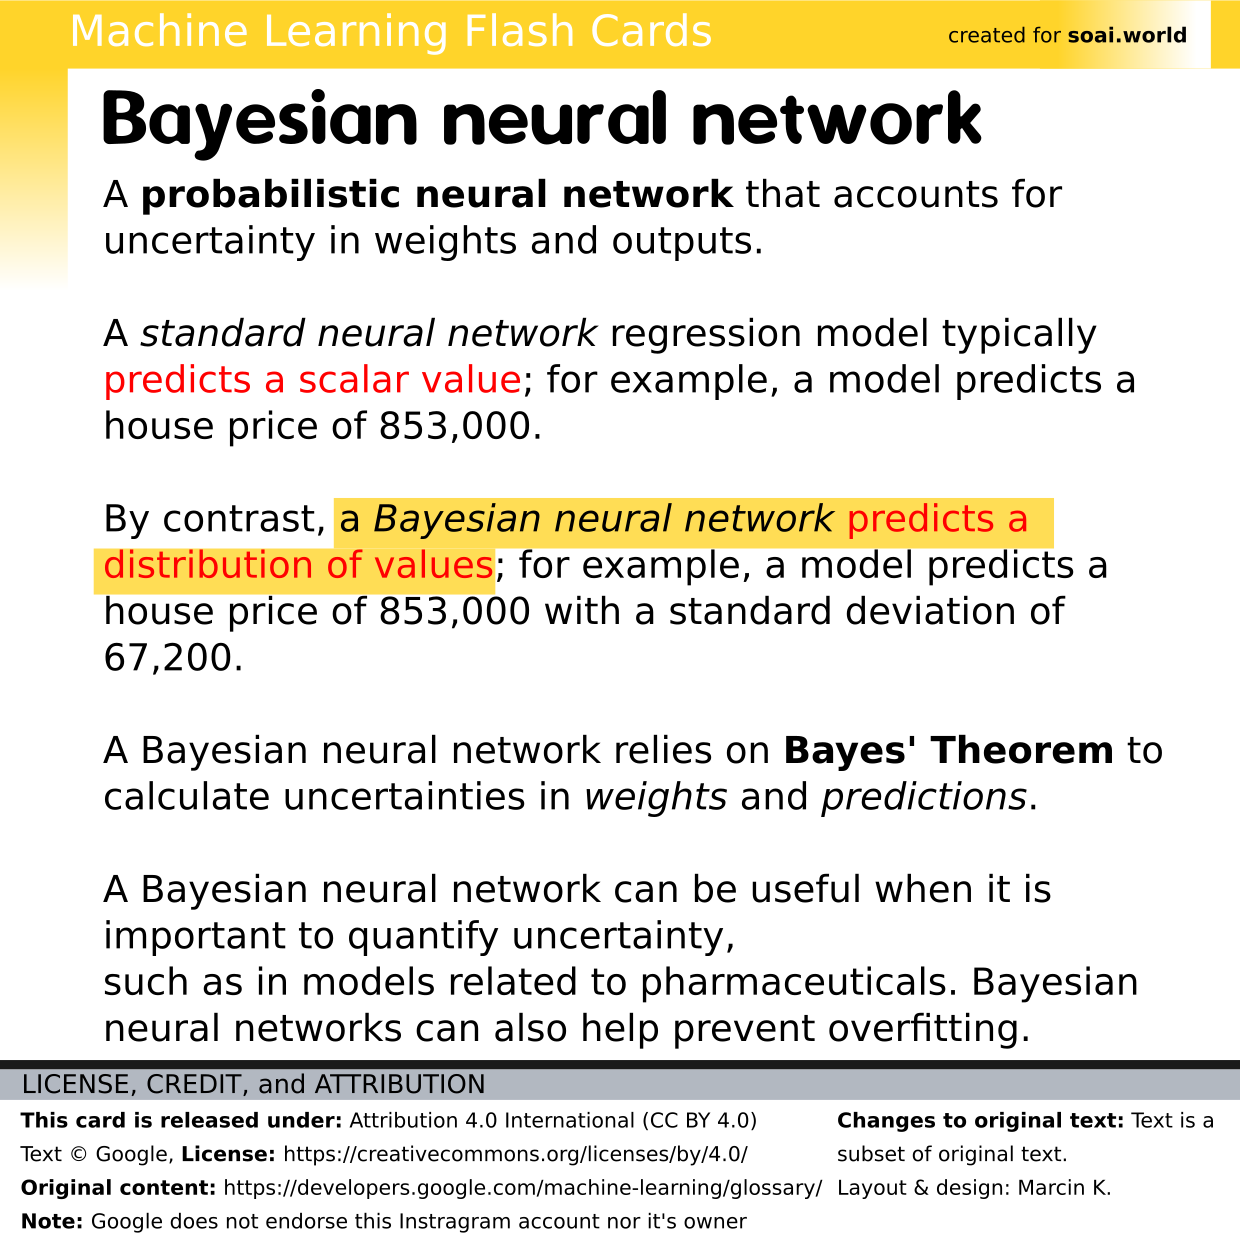 Machine Learning Flash Cards
created for soai.world
Bayesian neural network
A probabilistic neural network that accounts for
uncertainty in weights and outputs.
A standard neural network regression model typically
predicts a scalar value; for example, a model predicts a
house price of 853,000.
By contrast, a Bayesian neural network predicts a
distribution of values; for example, a model predicts a
house price of 853,000 with a standard deviation of
67,200.
A Bayesian neural network relies on Bayes' Theorem to
calculate uncertainties in weights and predictions.
A Bayesian neural network can be useful when it is
important to quantify uncertainty,
such as in models related to pharmaceuticals. Bayesian
neural networks can also help prevent overfitting.
LICENSE, CREDIT, and ATTRIBUTION
This card is released under: Attribution 4.0 International (CC BY 4.0)
Text © Google, License: https://creativecommons.org/licenses/by/4.0/
Original content: https://developers.google.com/machine-learning/glossary/
Note: Google does not endorse this Instragram account nor it's owner
Changes to original text: Text is a
subset of original text.
Layout & design: Marcin K.